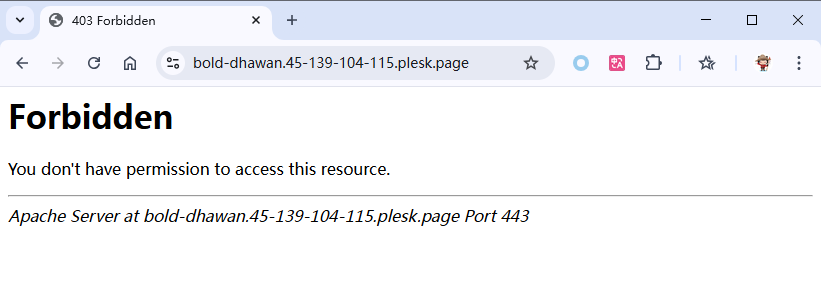 403 Forbidden
bold-dhawan.45-139-104-115.plesk.page
Forbidden
You don't have permission to access this resource.
Apache Server at bold-dhawan.45-139-104-115.plesk.page Port 443